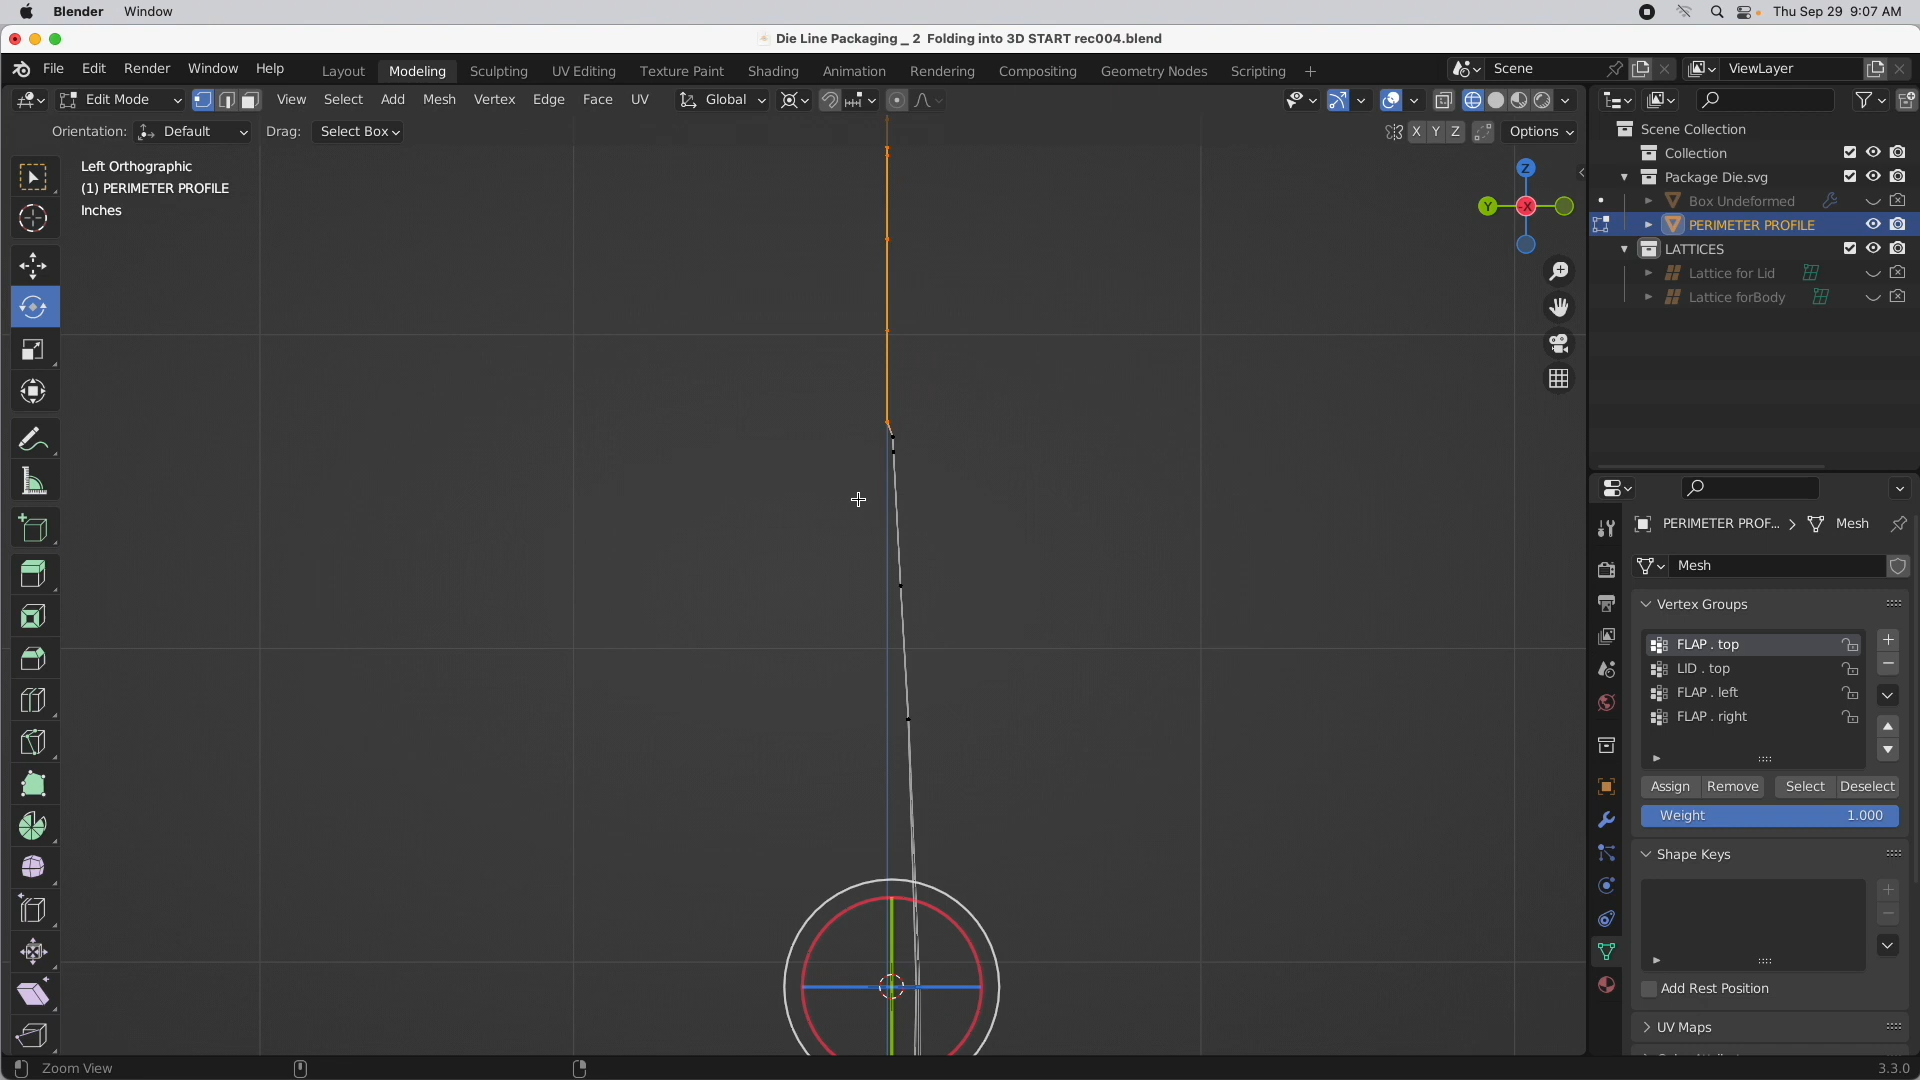 Blender Window Thu Sep 29 9:07 AM
Die Line Packaging _ 2 Folding into 3D START rec004.blend
File Edit Render Window Help Layout Modeling Sculpting UV Editing Texture Paint Shading Animation Rendering Compositing Geometry Nodes Scripting + Scene ViewLayer
Edit Mode View Select Add Mesh Vertex Edge Face UV Global
Orientation: Default Drag: Select Box X Y Z Options
Left Orthographic
(1) PERIMETER PROFILE
Inches
Z
Y
-X
Scene Collection
Collection
Package Die.svg
Box Undeformed
PERIMETER PROFILE
LATTICES
Lattice for Lid
Lattice forBody
PERIMETER PROF... > Mesh
Mesh
Vertex Groups
FLAP . top
LID . top
FLAP . left
FLAP . right
Assign Remove Select Deselect
Weight 1.000
Shape Keys
Add Rest Position
UV Maps
Zoom View 3.3.0